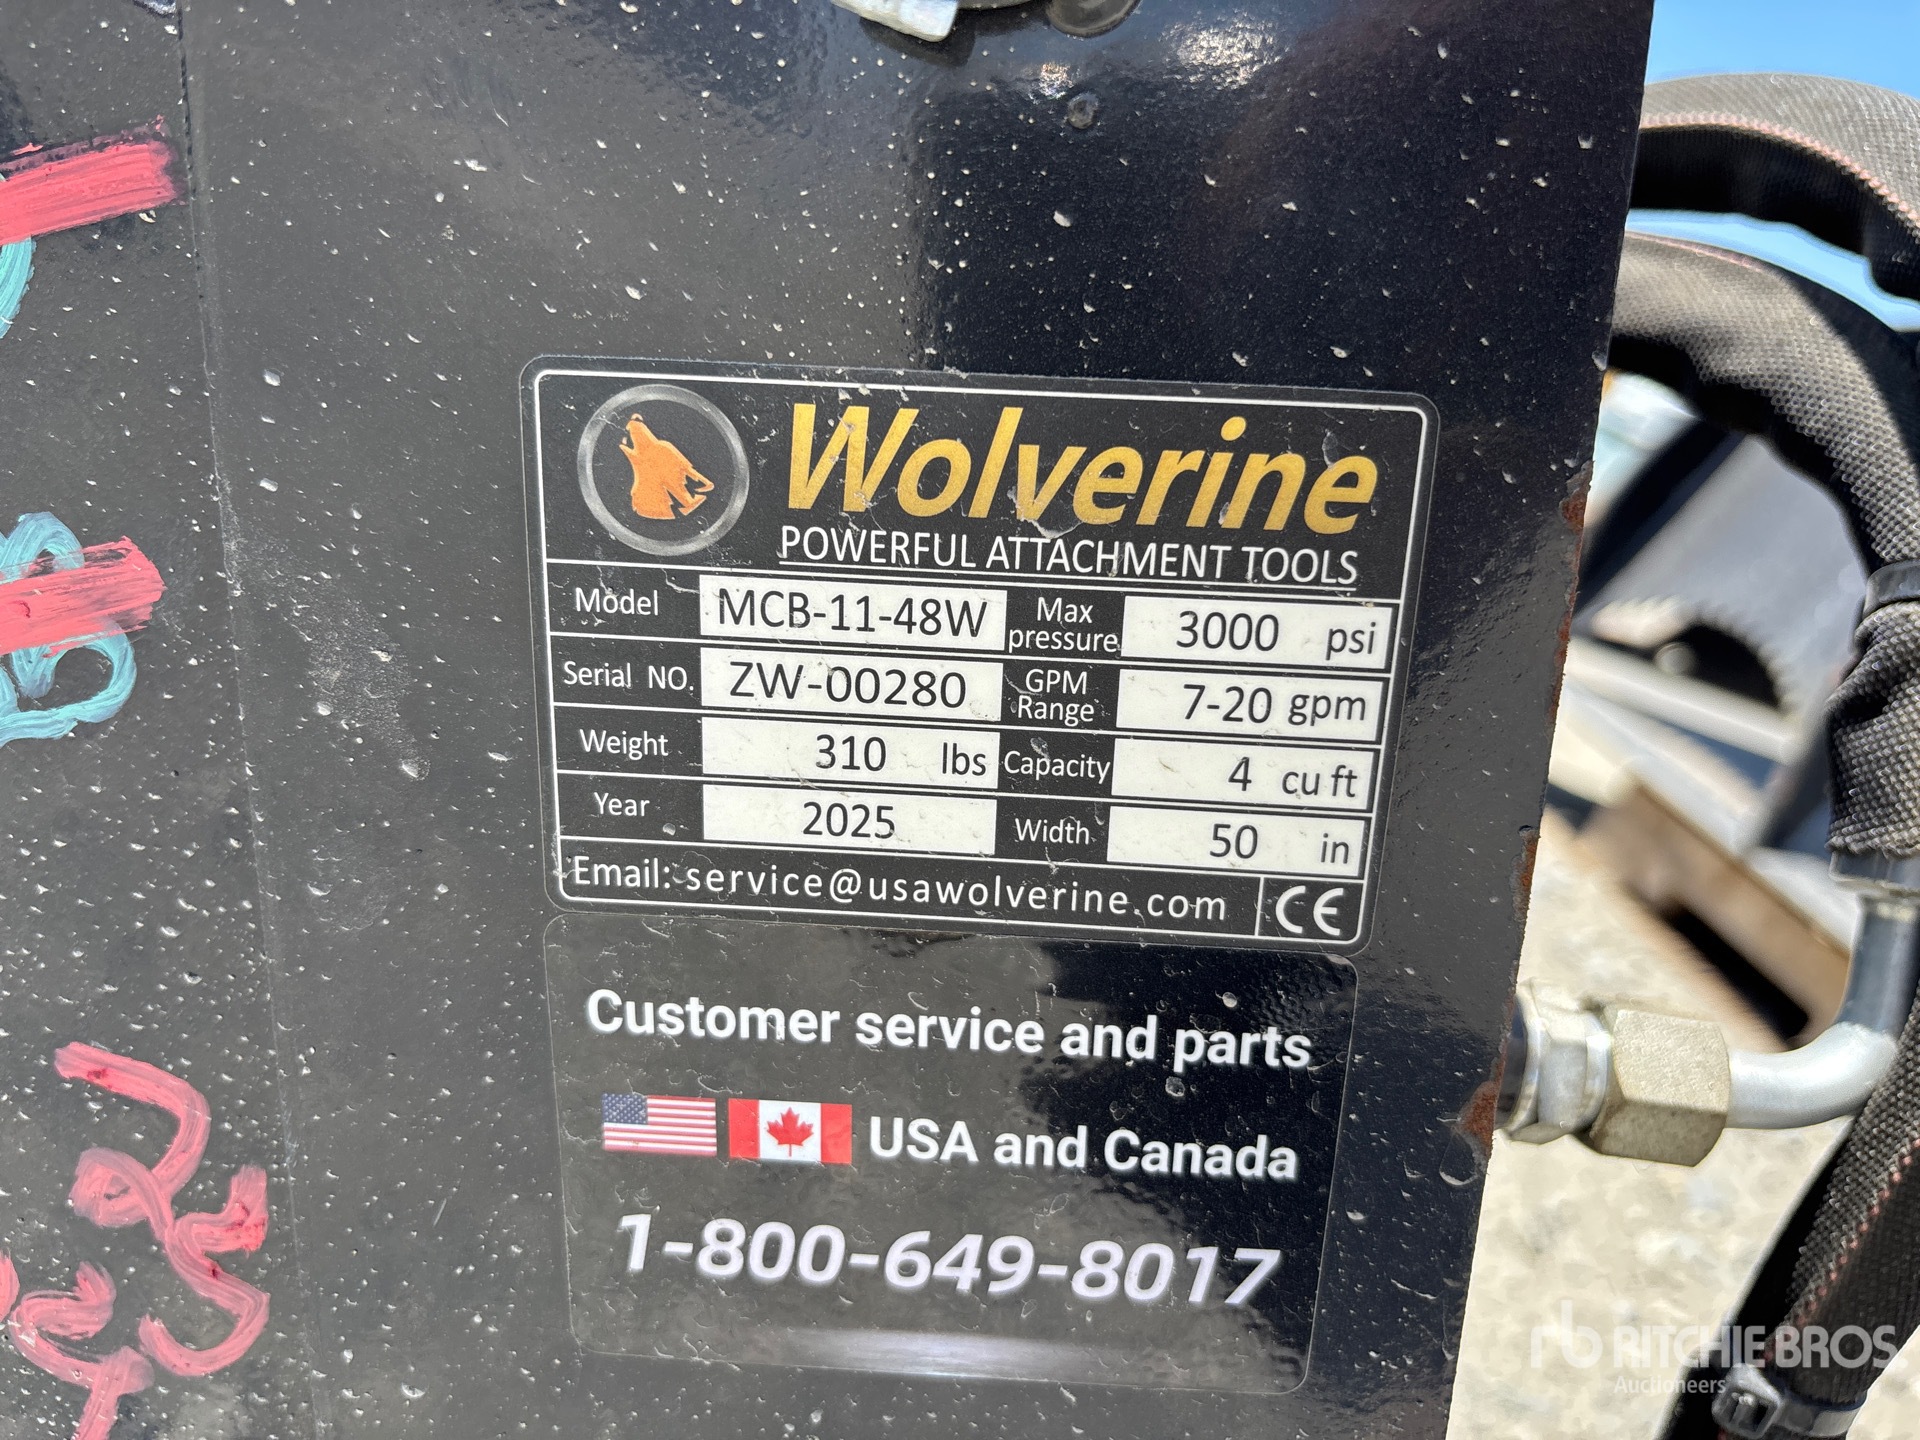 Wolverine
POWERFUL ATTACHMENT TOOLS
Model MCB-11-48W Max pressure 3000 psi
Serial NO. ZW-00280 GPM Range 7-20 gpm
Weight 310 lbs Capacity 4 cu ft
Year 2025 Width 50 in
Email: service@usawolverine.com CE
Customer service and parts
USA and Canada
1-800-649-8017
rb RITCHIE BROS.
Auctioneers